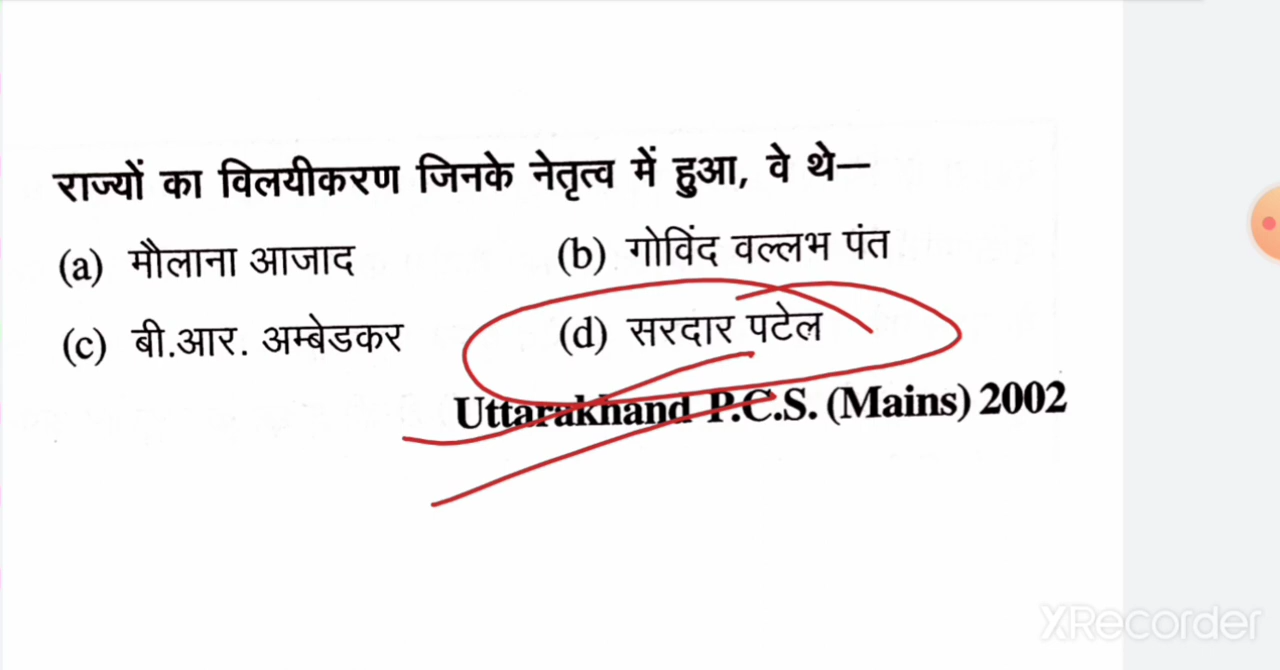 राज्यों का विलयीकरण जिनके नेतृत्व में हुआ, वे थे—
(a) मौलाना आजाद (b) गोविंद वल्लभ पंत
(c) बी.आर. अम्बेडकर (d) सरदार पटेल
Uttarakhand P.C.S. (Mains) 2002
XRecorder